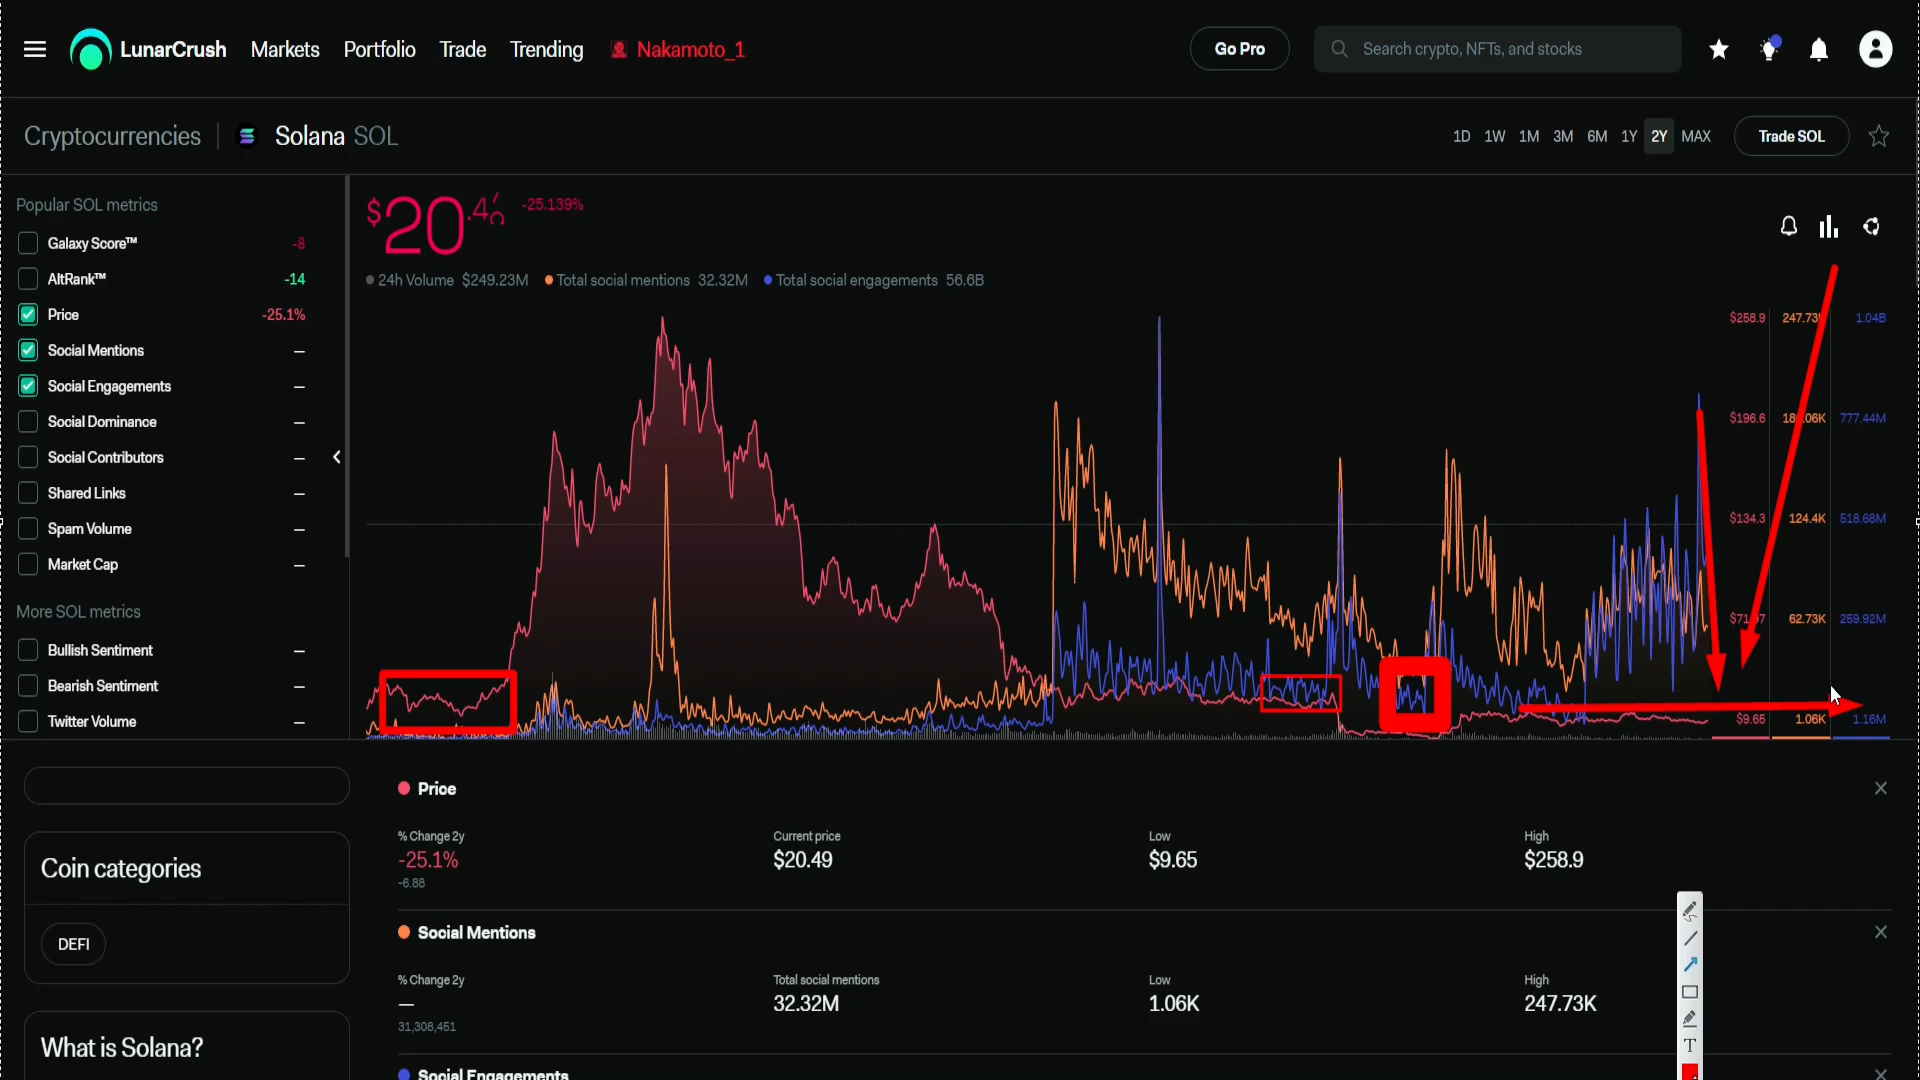 LunarCrush Markets Portfolio Trade Trending Nakamoto_1 Go Pro Search crypto, NFTs, and stocks
Cryptocurrencies Solana SOL 1D 1W 1M 3M 6M 1Y 2Y MAX Trade SOL
Popular SOL metrics
Galaxy Score™ -8
AltRank™ -14
Price -25.1%
Social Mentions —
Social Engagements —
Social Dominance —
Social Contributors —
Shared Links —
Spam Volume —
Market Cap —
More SOL metrics
Bullish Sentiment —
Bearish Sentiment —
Twitter Volume —
-25.139%
24h Volume $249.23M Total social mentions 32.32M Total social engagements 56.6B
$258.9 1.04B
$196.6 777.44M
$134.3 124.4K 518.68M
62.73K 259.92M
$9.65 1.06K 1.16M
Coin categories
DEFI
What is Solana?
Price
% Change 2y Current price Low High
-25.1% $20.49 $9.65 $258.9
-6.88
Social Mentions
% Change 2y Total social mentions Low High
— 32.32M 1.06K 247.73K
31,308,451
Social Engagements
T